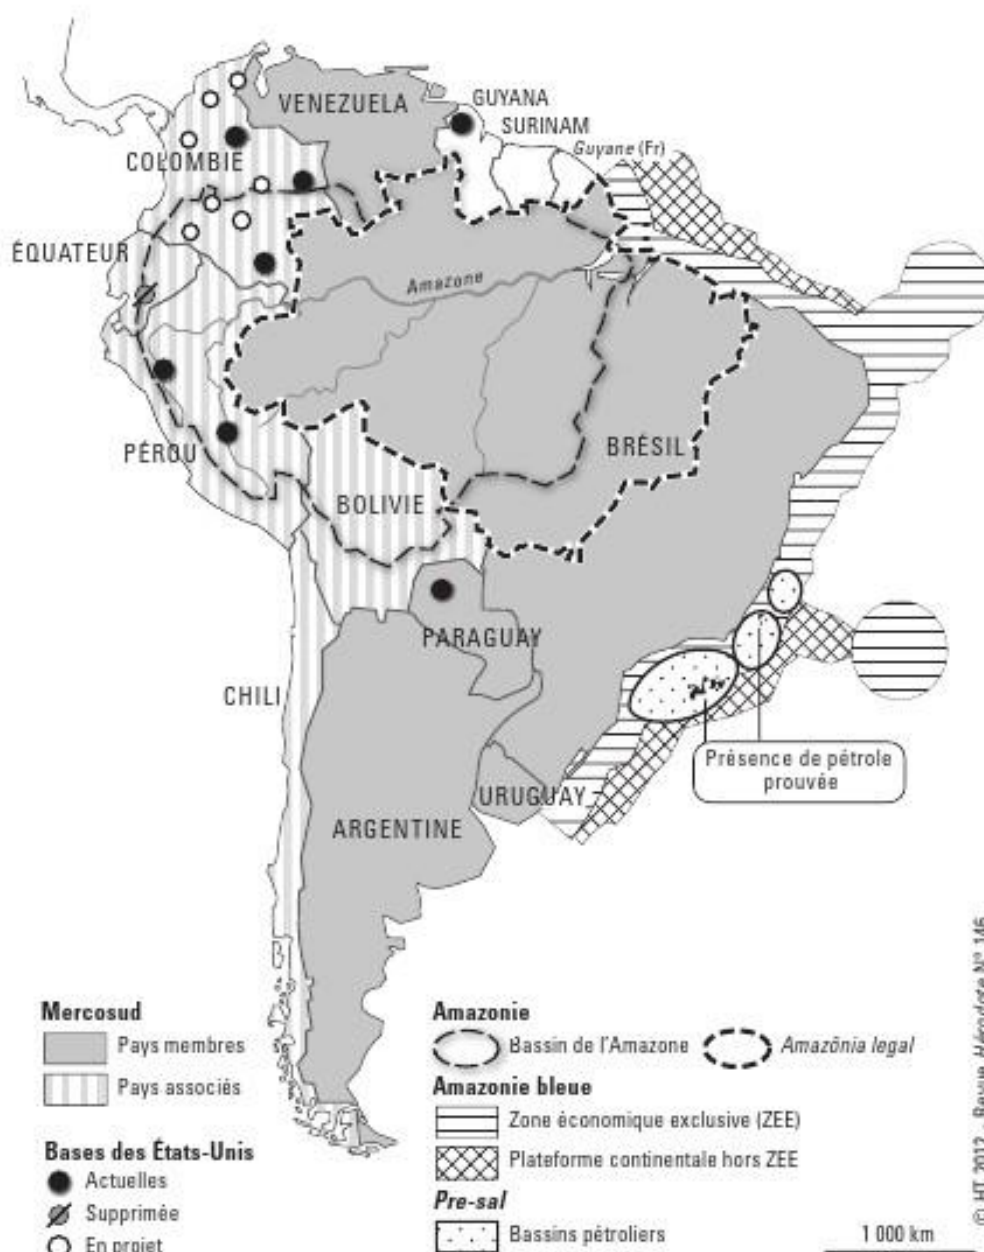 VENEZUELA
GUYANA
SURINAM
Guyane (Fr)
COLOMBIE
ÉQUATEUR
Amazone
PÉROU
BRÉSIL
BOLIVIE
PARAGUAY
CHILI
Présence de pétrole
prouvée
URUGUAY
ARGENTINE
Mercosud
Pays membres
Pays associés
Bases des États-Unis
Actuelles
Supprimée
En projet
Amazonie
Bassin de l'Amazone
Amazônia legal
Amazonie bleue
Zone économique exclusive (ZEE)
Plateforme continentale hors ZEE
Pre-sal
Bassins pétroliers
1 000 km
© HT 2012 - Revue Hérodote N° 146